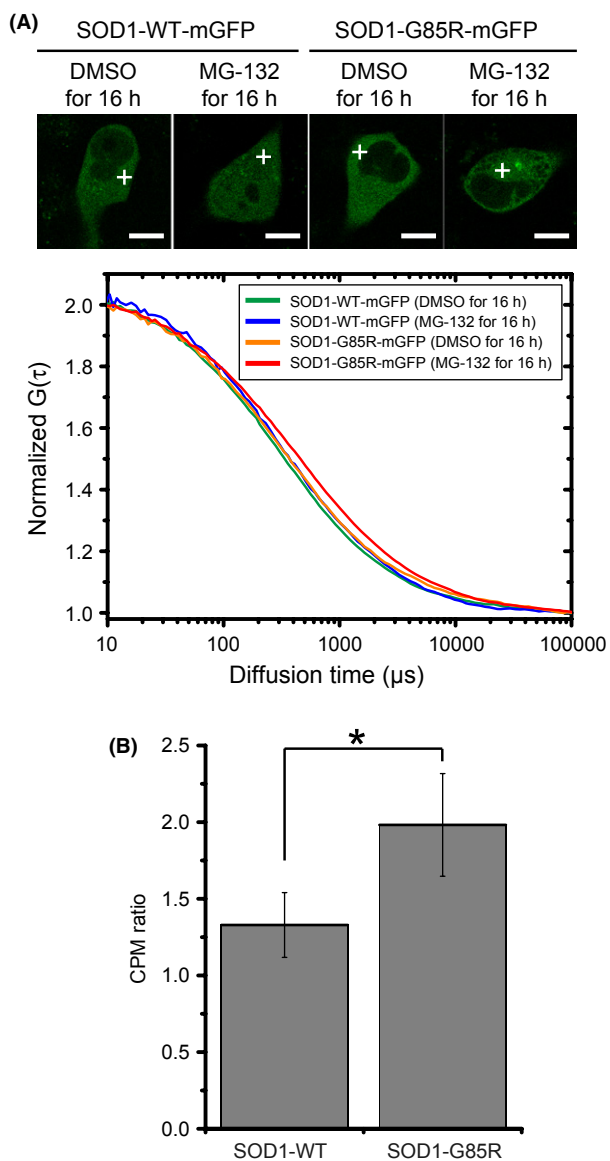 (A)
SOD1-WT-mGFP SOD1-G85R-mGFP
DMSO for 16 h
MG-132 for 16 h
DMSO for 16 h
MG-132 for 16 h
Normalized G(τ)
2.0
1.8
1.6
1.4
1.2
1.0
SOD1-WT-mGFP (DMSO for 16 h)
SOD1-WT-mGFP (MG-132 for 16 h)
SOD1-G85R-mGFP (DMSO for 16 h)
SOD1-G85R-mGFP (MG-132 for 16 h)
10 100 1000 10000 100000
Diffusion time (µs)
(B)
CPM ratio
2.5
2.0
1.5
1.0
0.5
0.0
*
SOD1-WT SOD1-G85R